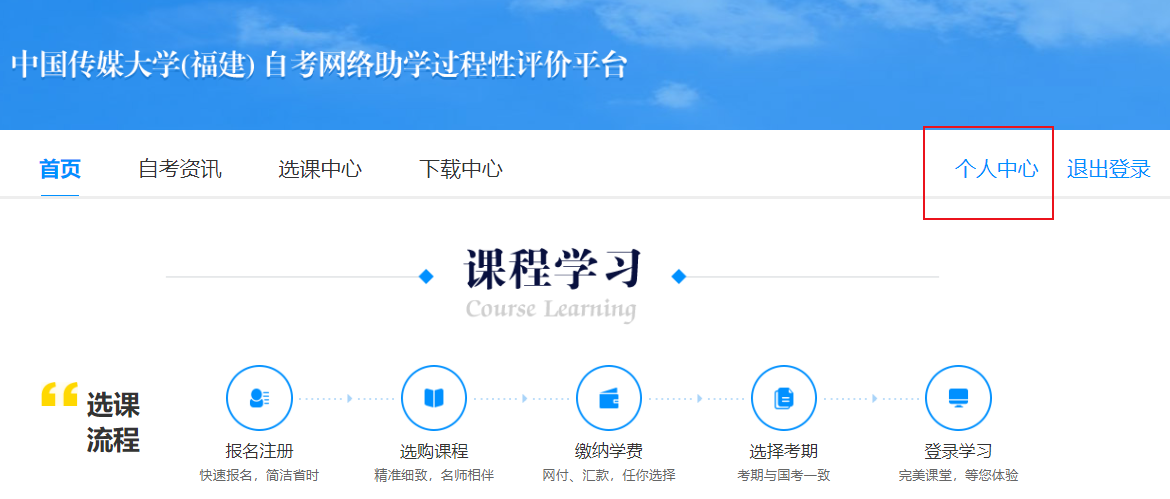 中国传媒大学(福建) 自考网络助学过程性评价平台
首页 自考资讯 选课中心 下载中心 个人中心 退出登录
课程学习
Course Learning
选课
流程
报名注册 选购课程 缴纳学费 选择考期 登录学习
快速报名，简洁省时 精准细致，名师相伴 网付、汇款，任你选择 考期与国考一致 完美课堂，等您体验